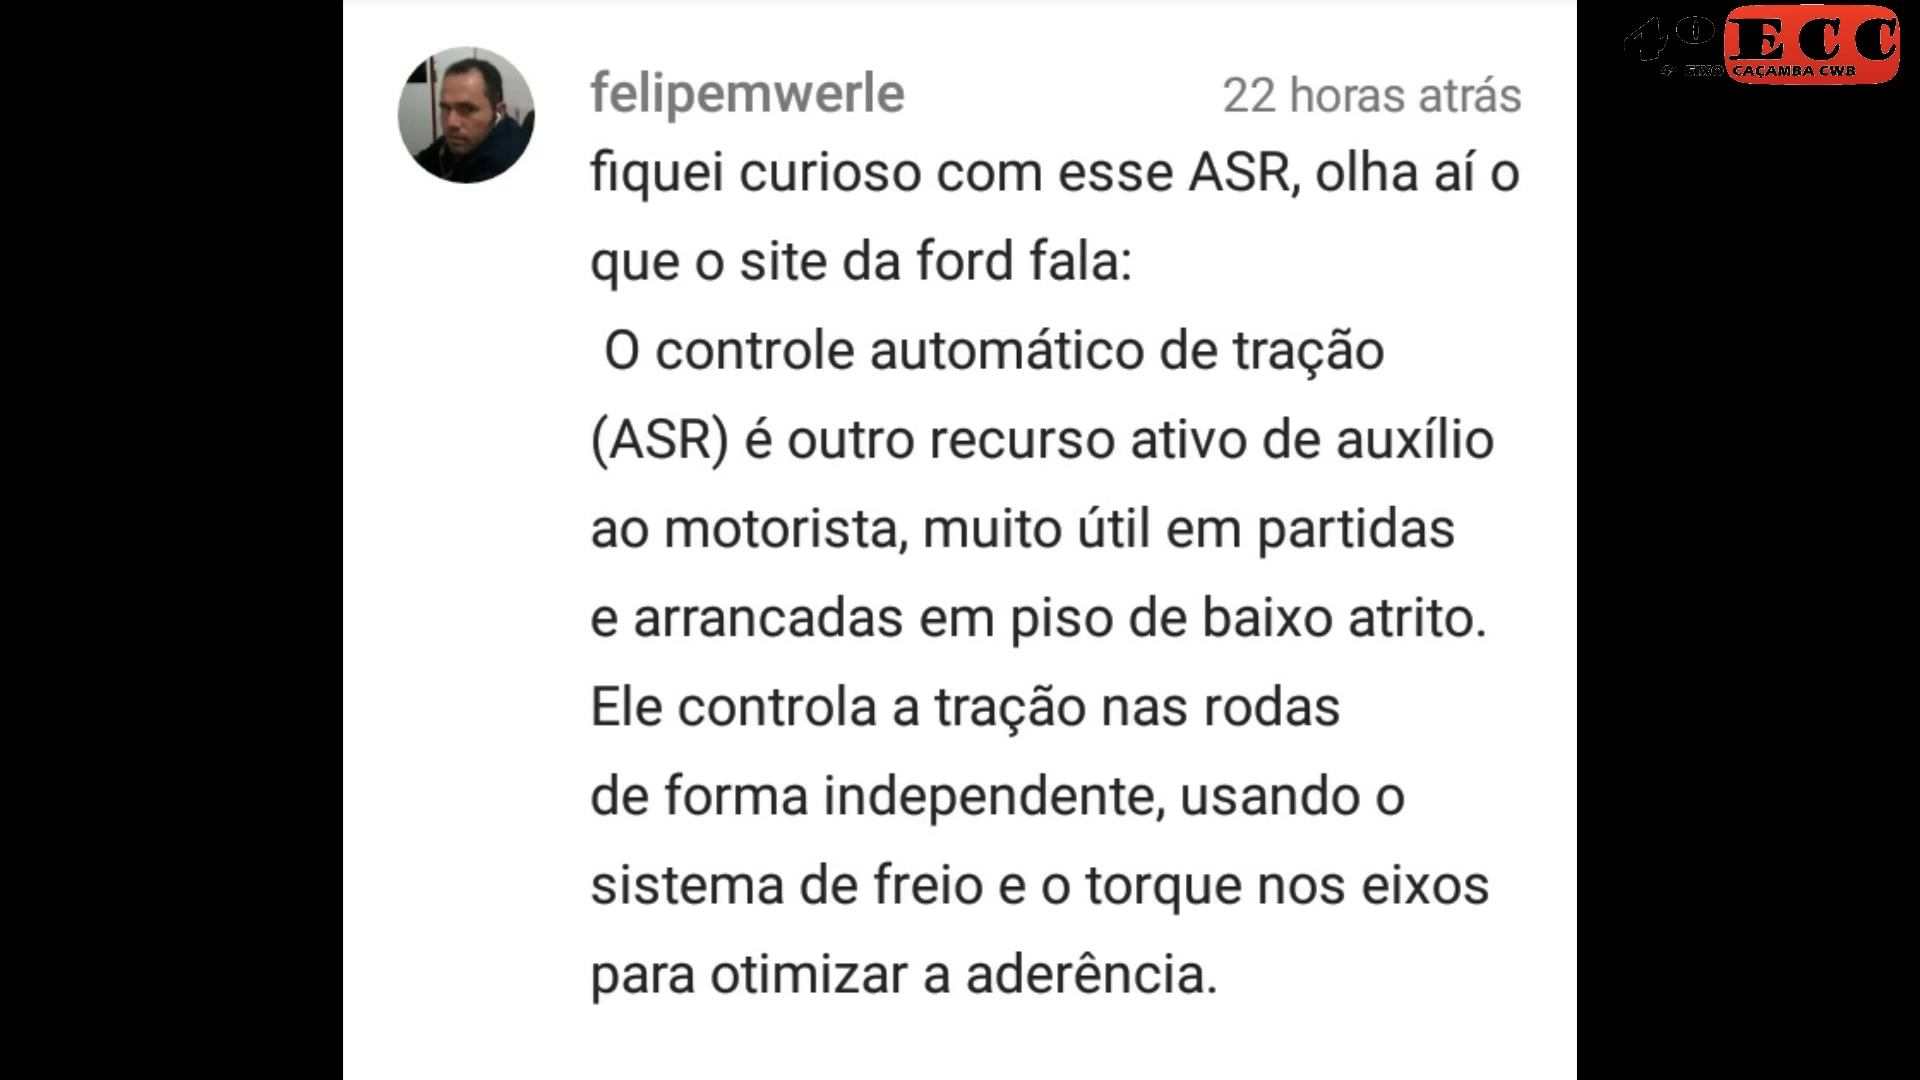 4º ECC
4º EIXO CAÇAMBA CWB
felipemwerle 22 horas atrás
fiquei curioso com esse ASR, olha aí o
que o site da ford fala:
O controle automático de tração
(ASR) é outro recurso ativo de auxílio
ao motorista, muito útil em partidas
e arrancadas em piso de baixo atrito.
Ele controla a tração nas rodas
de forma independente, usando o
sistema de freio e o torque nos eixos
para otimizar a aderência.